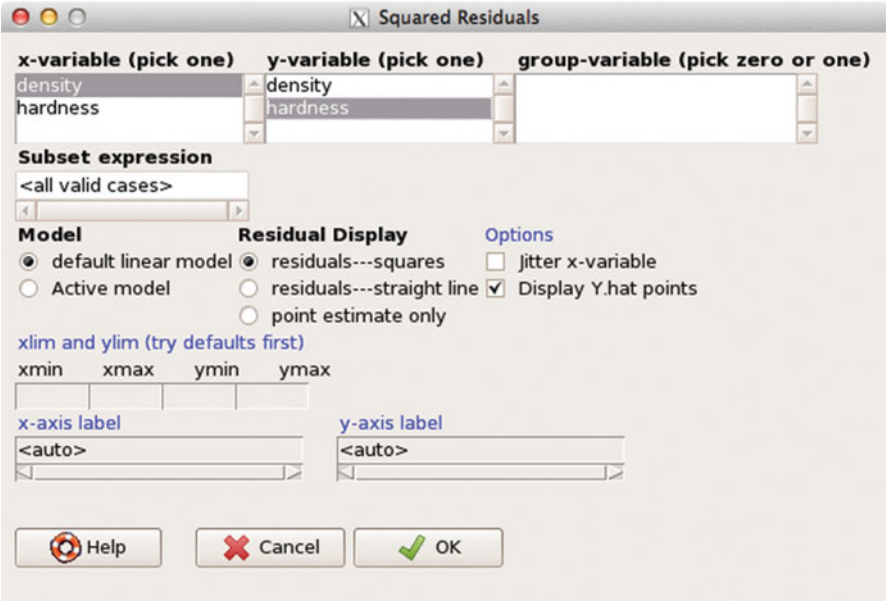 X Squared Residuals
x-variable (pick one) y-variable (pick one) group-variable (pick zero or one)
density density
hardness hardness
Subset expression
<all valid cases>
Model Residual Display Options
default linear model residuals---squares Jitter x-variable
Active model residuals---straight line Display Y.hat points
point estimate only
xlim and ylim (try defaults first)
xmin xmax ymin ymax
x-axis label y-axis label
<auto> <auto>
Help Cancel OK